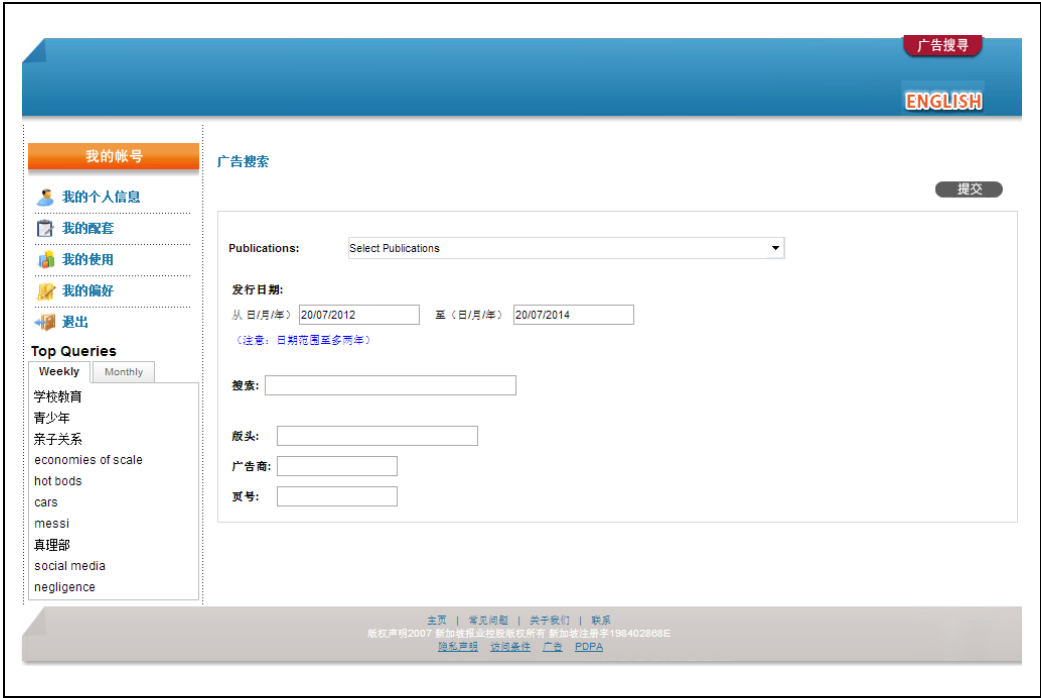 广告搜寻
ENGLISH
我的帐号
我的个人信息
我的配套
我的使用
我的偏好
退出
Top Queries
Weekly Monthly
学校教育
青少年
亲子关系
economies of scale
hot bods
cars
messi
真理部
social media
negligence
广告搜索
提交
Publications: Select Publications
发行日期:
从 日/月/年） 20/07/2012 至（日/月/年） 20/07/2014
（注意：日期范围至多两年）
搜索:
版头:
广告商:
页号:
主页 | 常见问题 | 关于我们 | 联系
版权声明2007 新加坡报业控股版权所有 新加坡注册字198402868E
隐私声明 访问条件 广告 PDPA